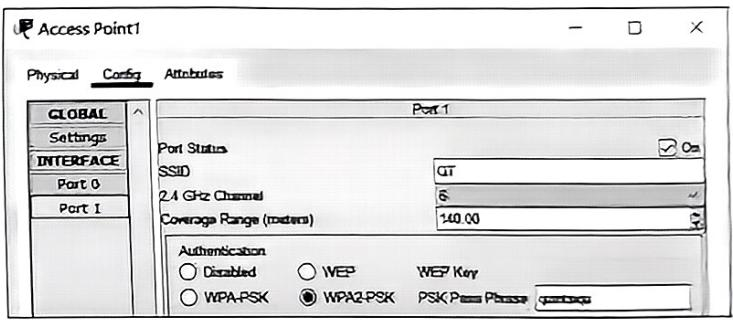 Access Point1
Physical Config Attributes
GLOBAL
Settings
INTERFACE
Port 0
Port 1
Port 1
Port Status On
SSID GT
2.4 GHz Channel 6
Coverage Range (meters) 140.00
Authentication
Disabled WEP WEP Key
WPA-PSK WPA2-PSK PSK Pass Phrase